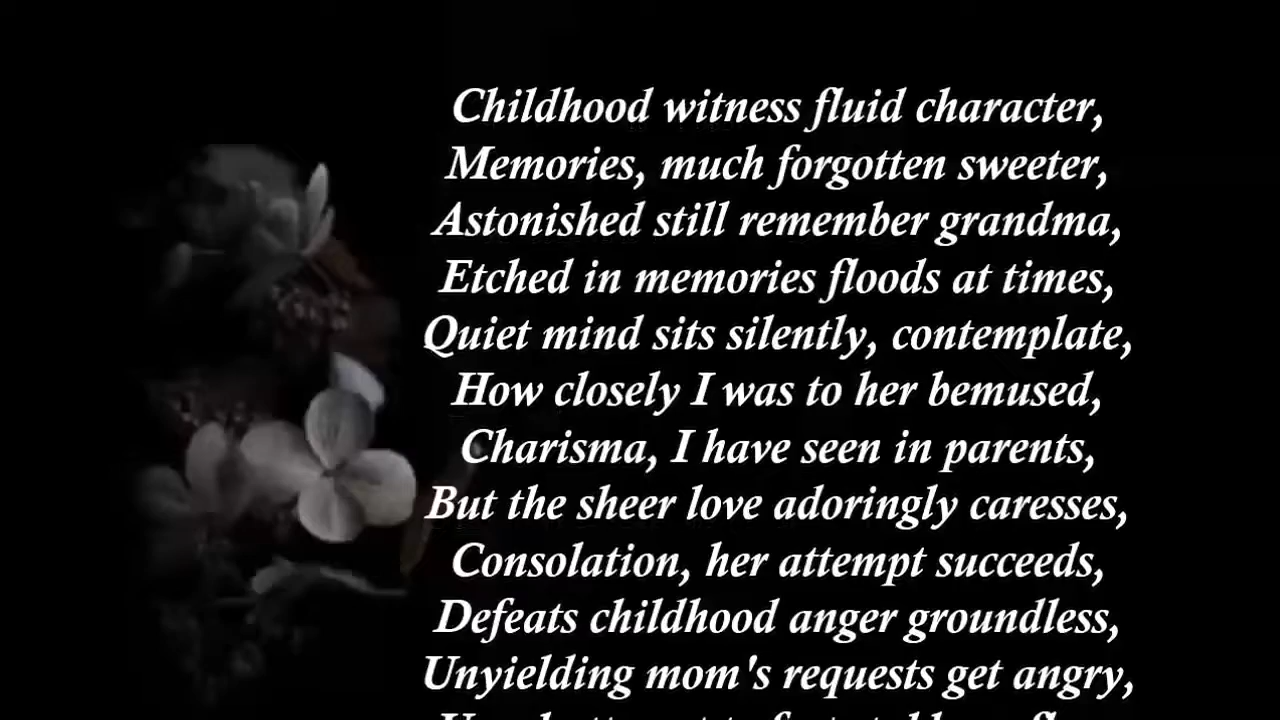 Childhood witness fluid character,
Memories, much forgotten sweeter,
Astonished still remember grandma,
Etched in memories floods at times,
Quiet mind sits silently, contemplate,
How closely I was to her bemused,
Charisma, I have seen in parents,
But the sheer love adoringly caresses,
Consolation, her attempt succeeds,
Defeats childhood anger groundless,
Unyielding mom's requests get angry,